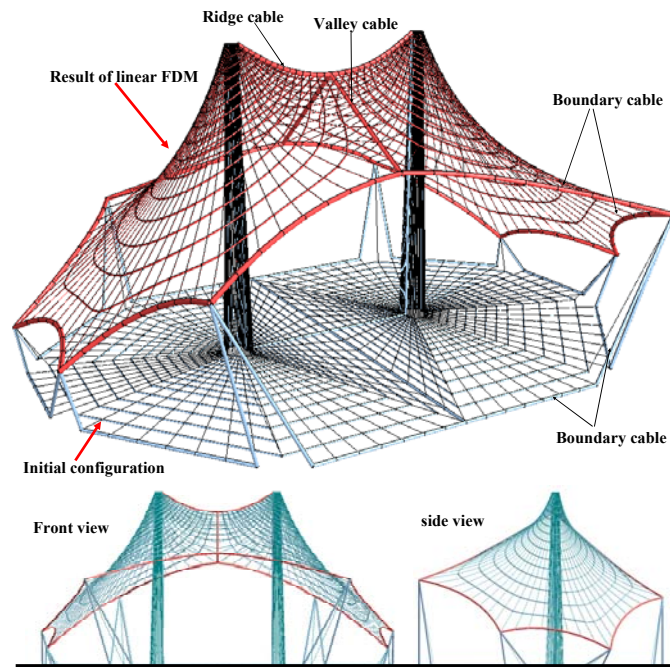 Ridge cable
Valley cable
Result of linear FDM
Boundary cable
Boundary cable
Initial configuration
Front view
side view